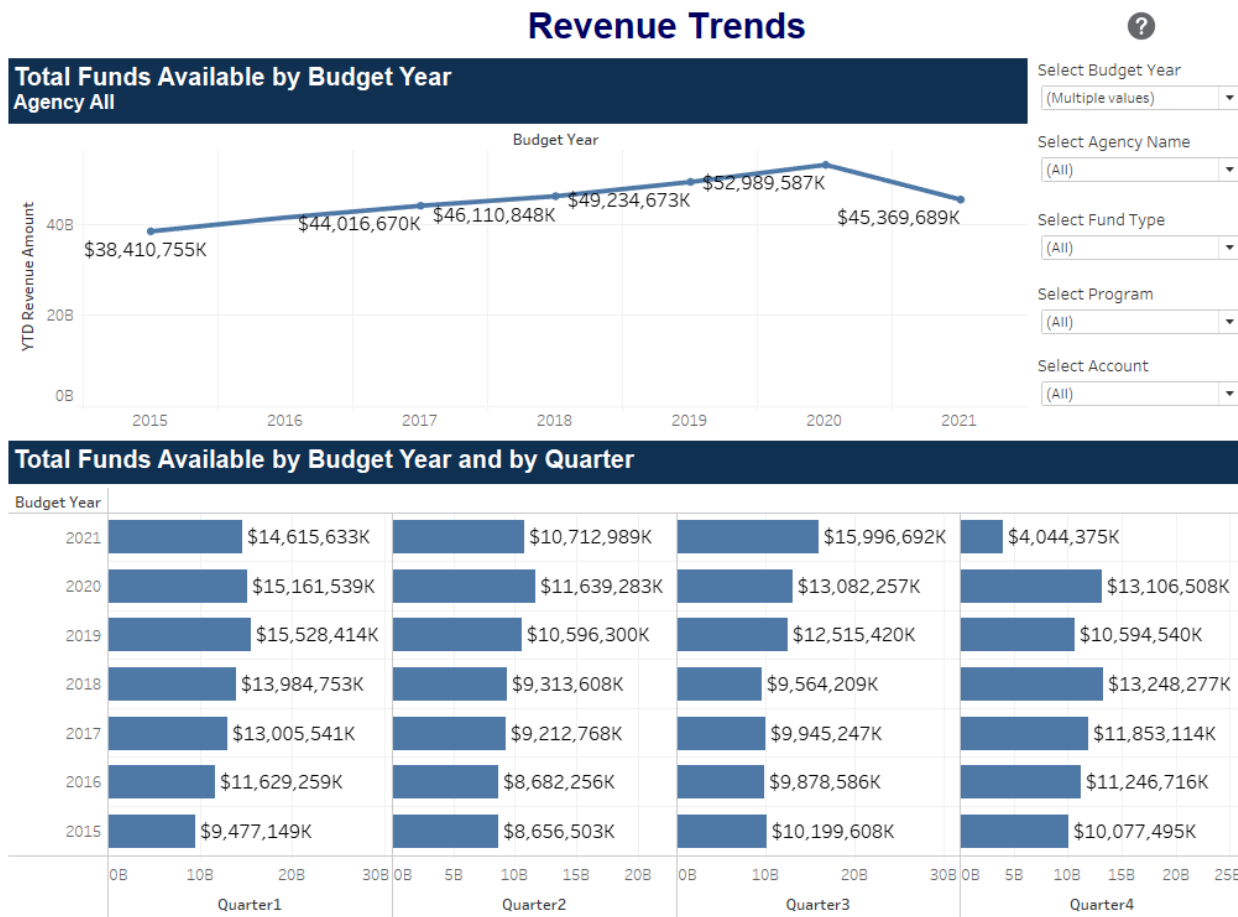 Revenue Trends
?
Total Funds Available by Budget Year
Agency All
Select Budget Year
(Multiple values)
Select Agency Name
(All)
Select Fund Type
(All)
Select Program
(All)
Select Account
(All)
Budget Year
YTD Revenue Amount
40B
20B
0B
$38,410,755K
$44,016,670K
$46,110,848K
$49,234,673K
$52,989,587K
$45,369,689K
2015 2016 2017 2018 2019 2020 2021
Total Funds Available by Budget Year and by Quarter
Budget Year
2021 $14,615,633K $10,712,989K $15,996,692K $4,044,375K
2020 $15,161,539K $11,639,283K $13,082,257K $13,106,508K
2019 $15,528,414K $10,596,300K $12,515,420K $10,594,540K
2018 $13,984,753K $9,313,608K $9,564,209K $13,248,277K
2017 $13,005,541K $9,212,768K $9,945,247K $11,853,114K
2016 $11,629,259K $8,682,256K $9,878,586K $11,246,716K
2015 $9,477,149K $8,656,503K $10,199,608K $10,077,495K
0B 10B 20B 30B 0B 5B 10B 15B 20B 0B 10B 20B 30B 0B 5B 10B 15B 20B 25B
Quarter1 Quarter2 Quarter3 Quarter4